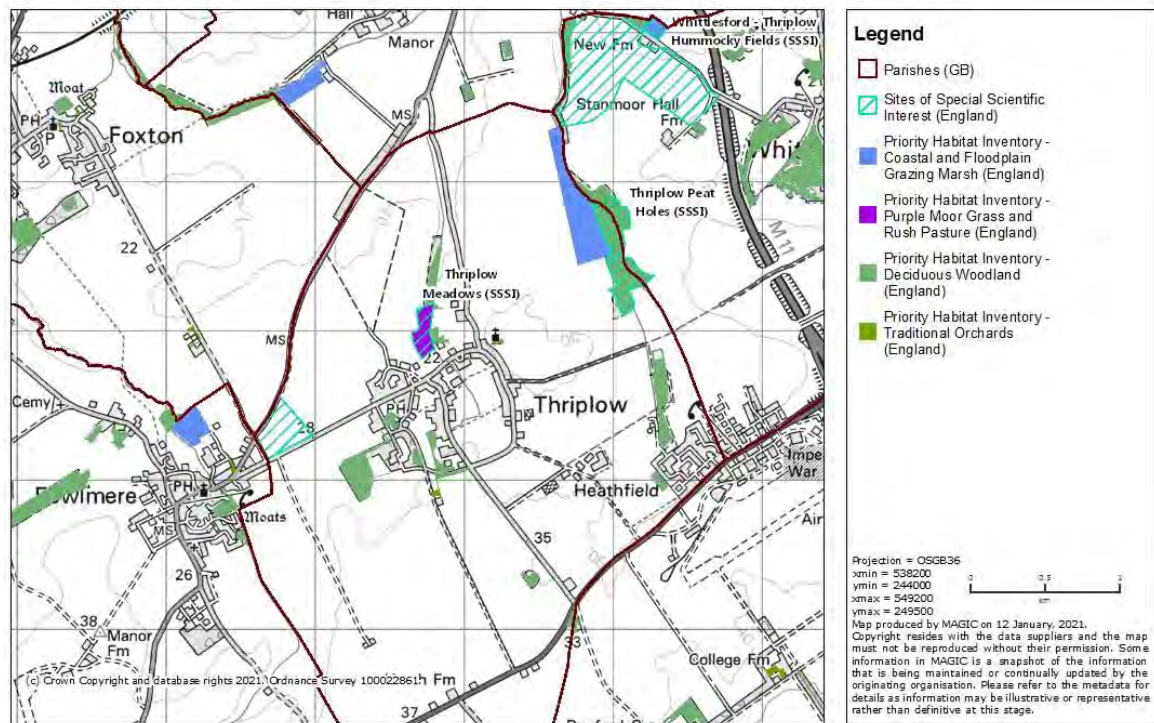 Hall
Manor
Whittlesford - Thriplow
Hummocky Fields (SSSI)
New Fm
Moat
PH
MS
Stanmoor Hall
Fm
Foxton
Whit
Thriplow Peat
Holes (SSSI)
22
M 11
Thriplow
Meadows (SSSI)
MS
22
Cemy
PH
Thriplow
28
Impe
War
PH
Fowlmere
Heathfield
Moats
MS
Air
35
26
38
Manor
Fm
33
College Fm
(c) Crown Copyright and database rights 2021. Ordnance Survey 100022861.
h Fm
37
Legend
Parishes (GB)
Sites of Special Scientific
Interest (England)
Priority Habitat Inventory -
Coastal and Floodplain
Grazing Marsh (England)
Priority Habitat Inventory -
Purple Moor Grass and
Rush Pasture (England)
Priority Habitat Inventory -
Deciduous Woodland
(England)
Priority Habitat Inventory -
Traditional Orchards
(England)
Projection = OSGB36
xmin = 538200
ymin = 244000
xmax = 549200
ymax = 249500
0 0.5 1
km
Map produced by MAGIC on 12 January, 2021.
Copyright resides with the data suppliers and the map
must not be reproduced without their permission. Some
information in MAGIC is a snapshot of the information
that is being maintained or continually updated by the
originating organisation. Please refer to the metadata for
details as information may be illustrative or representative
rather than definitive at this stage.